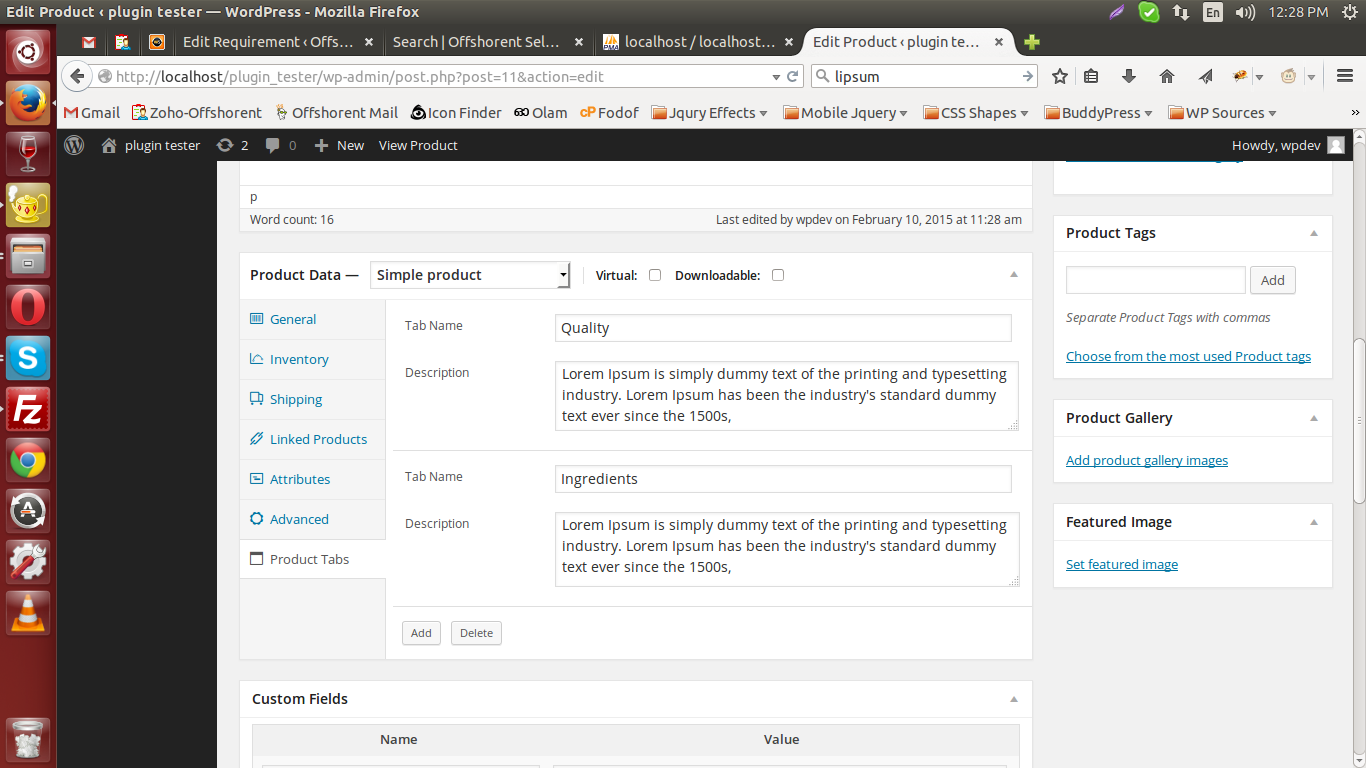 Edit Product ‹ plugin tester — WordPress - Mozilla Firefox
En 12:28 PM
Edit Requirement ‹ Offs... Search | Offshorent Sel... localhost / localhost... Edit Product ‹ plugin te...
http://localhost/plugin_tester/wp-admin/post.php?post=11&action=edit lipsum
Gmail Zoho-Offshorent Offshorent Mail Icon Finder Olam Fodof Jqury Effects Mobile Jquery CSS Shapes BuddyPress WP Sources »
plugin tester 2 0 New View Product Howdy, wpdev
p
Word count: 16 Last edited by wpdev on February 10, 2015 at 11:28 am
Product Data — Simple product Virtual: Downloadable:
General
Inventory
Shipping
Linked Products
Attributes
Advanced
Product Tabs
Tab Name Quality
Description Lorem Ipsum is simply dummy text of the printing and typesetting
industry. Lorem Ipsum has been the industry's standard dummy
text ever since the 1500s,
Tab Name Ingredients
Description Lorem Ipsum is simply dummy text of the printing and typesetting
industry. Lorem Ipsum has been the industry's standard dummy
text ever since the 1500s,
Add Delete
Custom Fields
Name Value
Product Tags
Add
Separate Product Tags with commas
Choose from the most used Product tags
Product Gallery
Add product gallery images
Featured Image
Set featured image